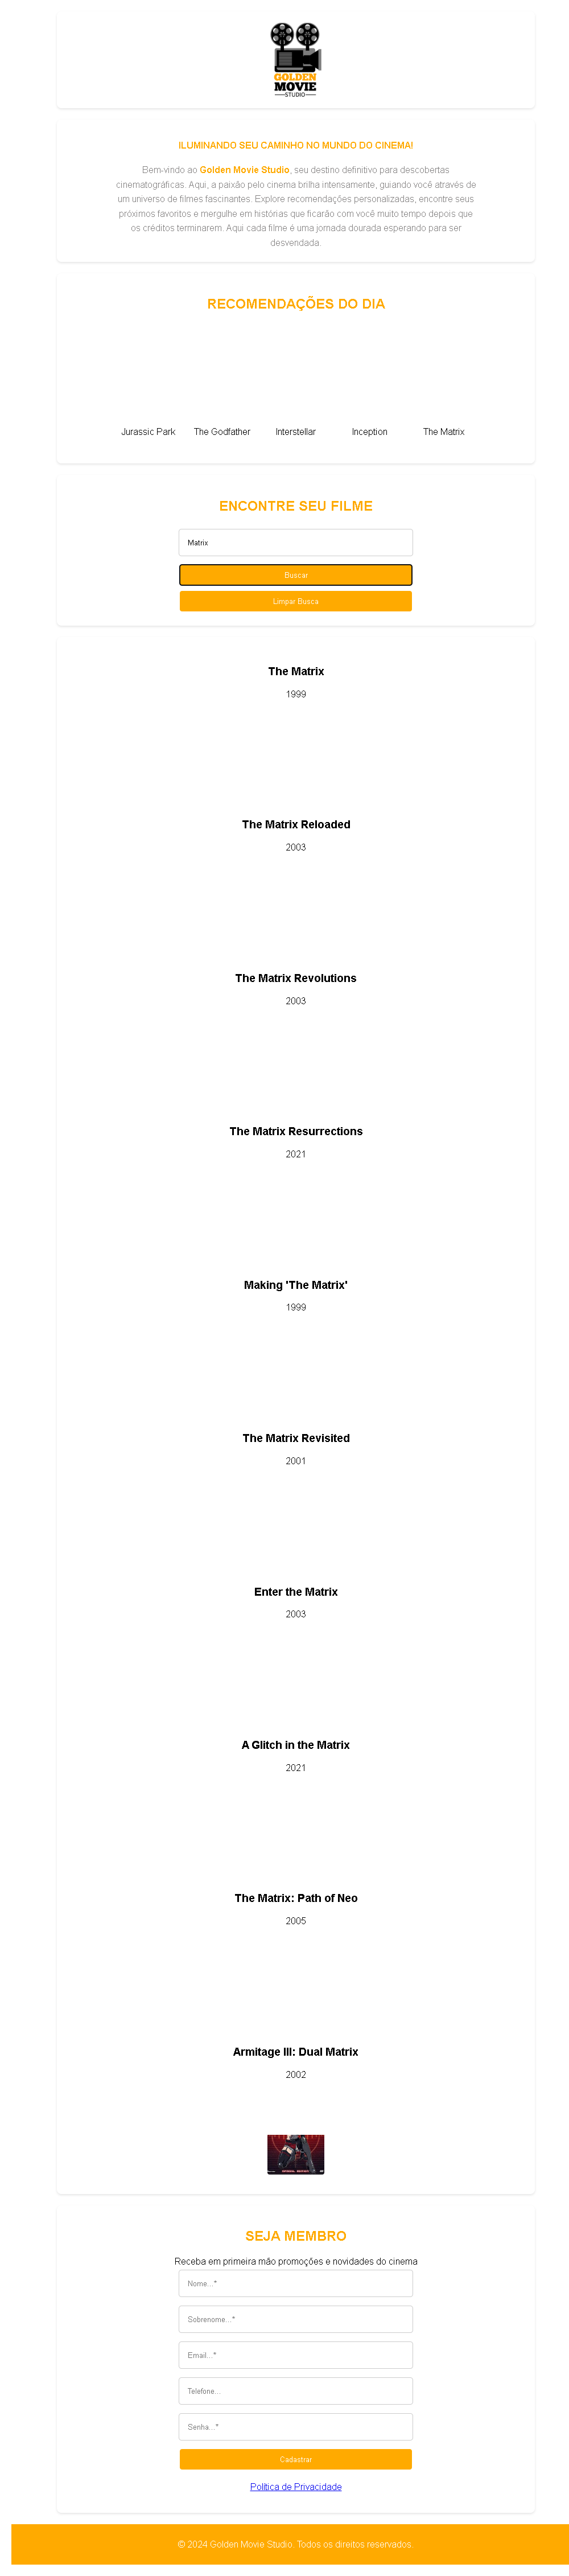 GOLDEN
MOVIE
STUDIO
ILUMINANDO SEU CAMINHO NO MUNDO DO CINEMA!
Bem-vindo ao Golden Movie Studio, seu destino definitivo para descobertas
cinematográficas. Aqui, a paixão pelo cinema brilha intensamente, guiando você através de
um universo de filmes fascinantes. Explore recomendações personalizadas, encontre seus
próximos favoritos e mergulhe em histórias que ficarão com você muito tempo depois que
os créditos terminarem. Aqui cada filme é uma jornada dourada esperando para ser
desvendada.
RECOMENDAÇÕES DO DIA
Jurassic Park The Godfather Interstellar Inception The Matrix
ENCONTRE SEU FILME
Matrix
Buscar
Limpar Busca
The Matrix
1999
The Matrix Reloaded
2003
The Matrix Revolutions
2003
The Matrix Resurrections
2021
Making 'The Matrix'
1999
The Matrix Revisited
2001
Enter the Matrix
2003
A Glitch in the Matrix
2021
The Matrix: Path of Neo
2005
Armitage III: Dual Matrix
2002
SEJA MEMBRO
Receba em primeira mão promoções e novidades do cinema
Nome...*
Sobrenome...*
Email...*
Telefone...
Senha...*
Cadastrar
Política de Privacidade
© 2024 Golden Movie Studio. Todos os direitos reservados.